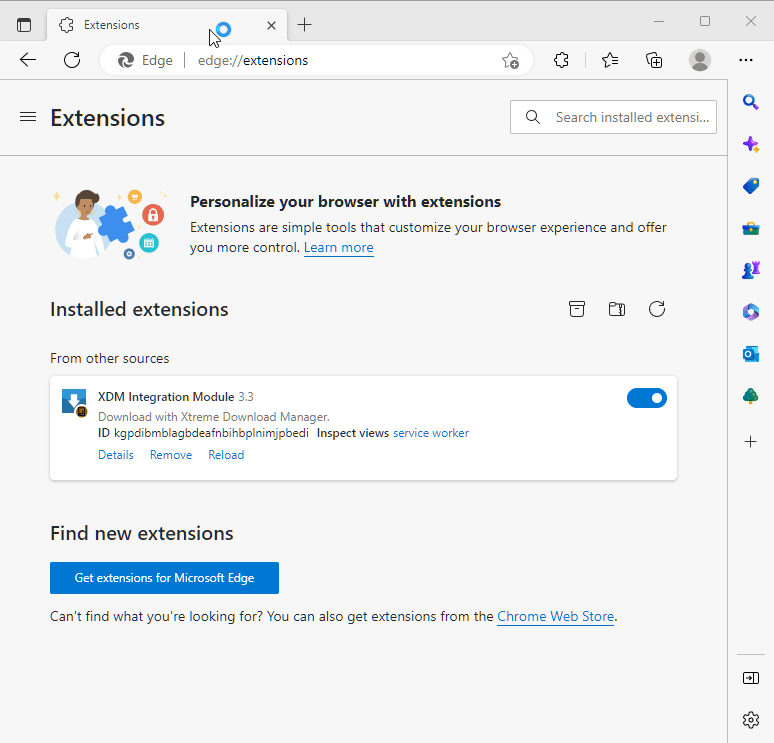 Extensions
Edge
edge://extensions
Extensions
Search installed extensi...
Personalize your browser with extensions
Extensions are simple tools that customize your browser experience and offer
you more control. Learn more
Installed extensions
From other sources
XDM Integration Module 3.3
Download with Xtreme Download Manager.
ID kgpdibmblagbdeafnbihbplnimjpbedi Inspect views service worker
Details Remove Reload
Find new extensions
Get extensions for Microsoft Edge
Can't find what you're looking for? You can also get extensions from the Chrome Web Store.